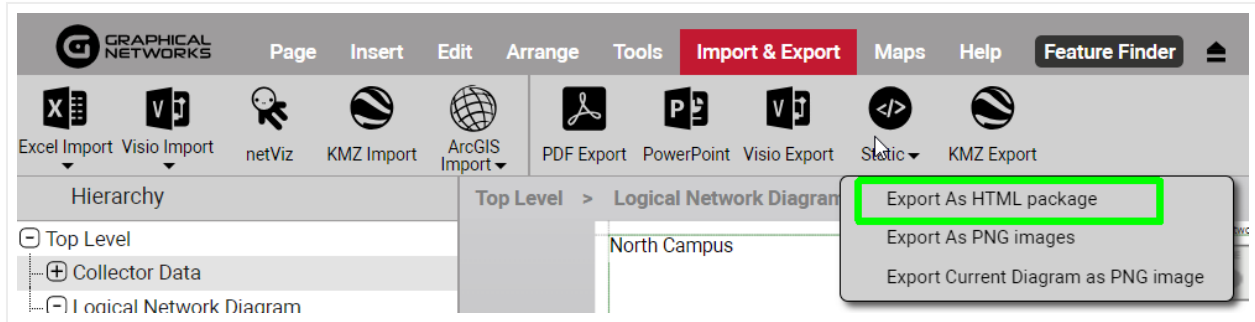 GRAPHICAL
NETWORKS
Page Insert Edit Arrange Tools Import & Export Maps Help Feature Finder
Excel Import Visio Import netViz KMZ Import ArcGIS Import PDF Export PowerPoint Visio Export Static KMZ Export
Hierarchy
Top Level > Logical Network Diagram
Export As HTML package
Export As PNG images
Export Current Diagram as PNG image
Top Level
Collector Data
Logical Network Diagram
North Campus